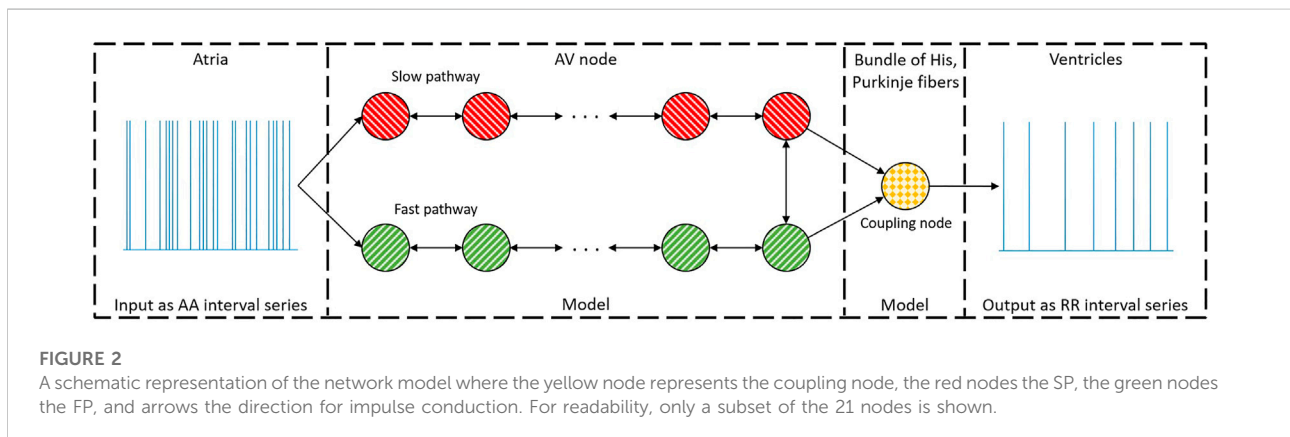 Atria
AV node
Bundle of His,
Purkinje fibers
Ventricles
Slow pathway
. . .
Fast pathway
. . .
Coupling node
Input as AA interval series
Model
Model
Output as RR interval series
FIGURE 2
A schematic representation of the network model where the yellow node represents the coupling node, the red nodes the SP, the green nodes
the FP, and arrows the direction for impulse conduction. For readability, only a subset of the 21 nodes is shown.